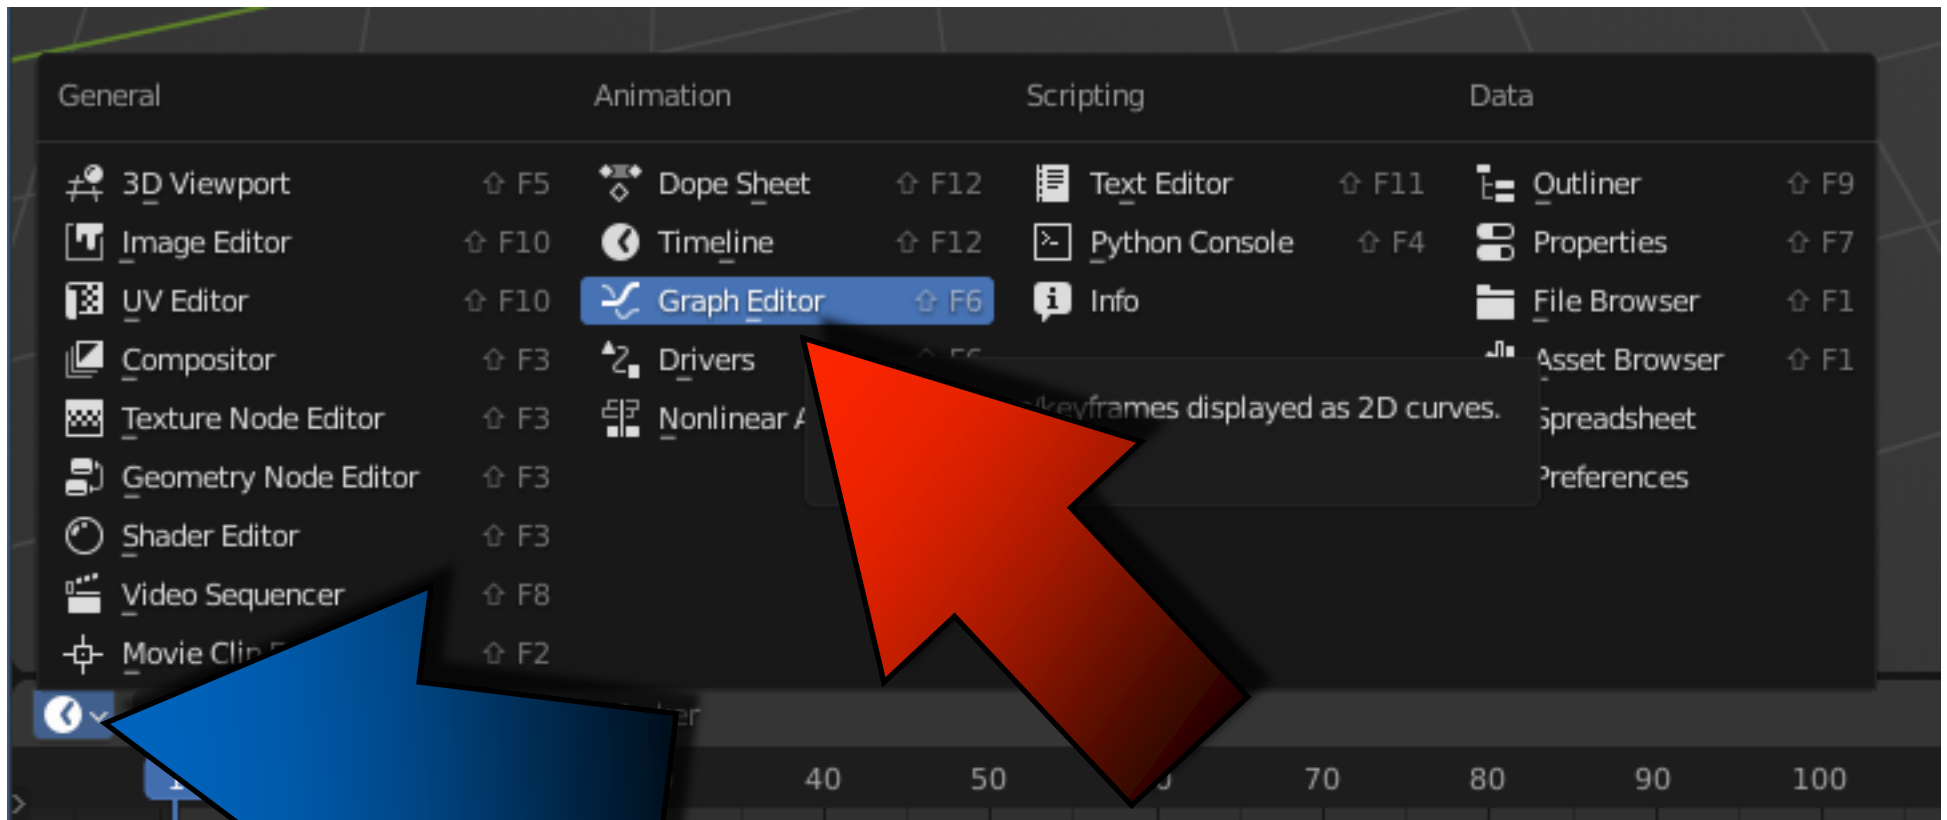 General
3D Viewport ⇧ F5
Image Editor ⇧ F10
UV Editor ⇧ F10
Compositor ⇧ F3
Texture Node Editor ⇧ F3
Geometry Node Editor ⇧ F3
Shader Editor ⇧ F3
Video Sequencer ⇧ F8
Movie Clip ⇧ F2
Animation
Dope Sheet ⇧ F12
Timeline ⇧ F12
Graph Editor ⇧ F6
Drivers ⇧ F6
Nonlinear
Scripting
Text Editor ⇧ F11
Python Console ⇧ F4
Info
Data
Outliner ⇧ F9
Properties ⇧ F7
File Browser ⇧ F1
Asset Browser ⇧ F1
Spreadsheet
Preferences
/keyframes displayed as 2D curves.
40 50 70 80 90 100